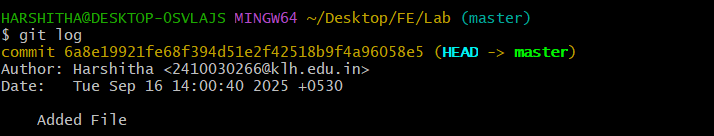 HARSHITHA@DESKTOP-OSVLAJS MINGW64 ~/Desktop/FE/Lab (master)
$ git log
commit 6a8e19921fe68f394d51e2f42518b9f4a96058e5 (HEAD -> master)
Author: Harshitha <2410030266@klh.edu.in>
Date:   Tue Sep 16 14:00:40 2025 +0530
    Added File